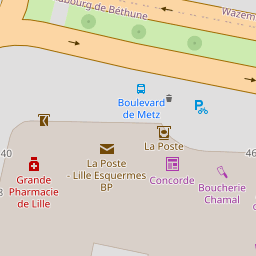 bourg de Béthune
Wazem
Boulevard
de Metz
La Poste
40
46
La Poste
- Lille Esquermes
BP
Concorde
Grande
Pharmacie
de Lille
Boucherie
Chamal
8